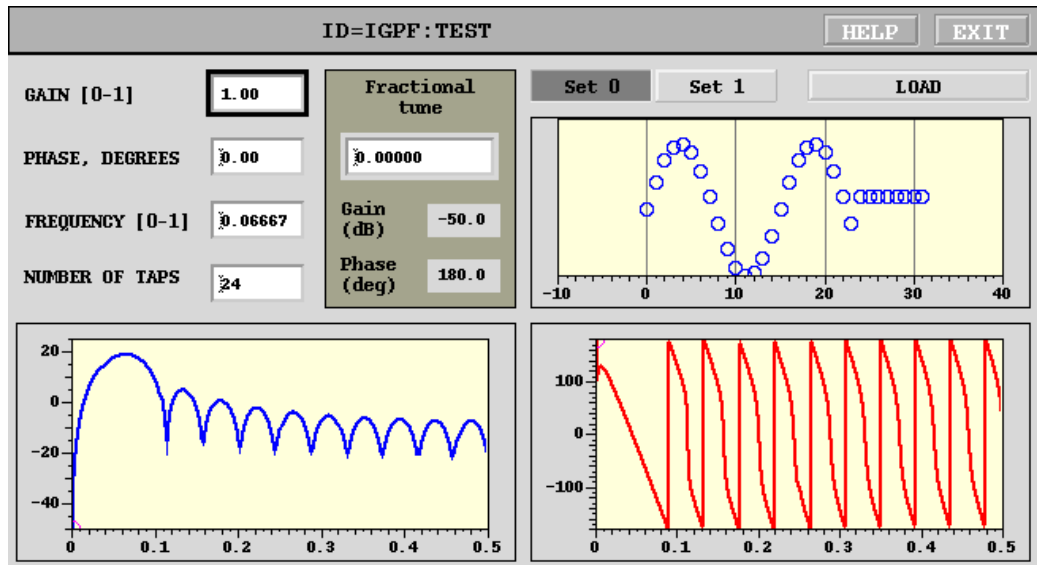 ID=IGPF:TEST
HELP
EXIT
GAIN [0-1]
1.00
PHASE, DEGREES
0.00
FREQUENCY [0-1]
0.06667
NUMBER OF TAPS
24
Fractional
tune
0.00000
Gain
(dB)
-50.0
Phase
(deg)
180.0
Set 0
Set 1
LOAD
-10
0
10
20
30
40
20
0
-20
-40
0
0.1
0.2
0.3
0.4
0.5
100
0
-100
0
0.1
0.2
0.3
0.4
0.5